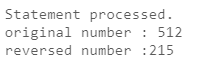 Statement processed.
original number : 512
reversed number :215